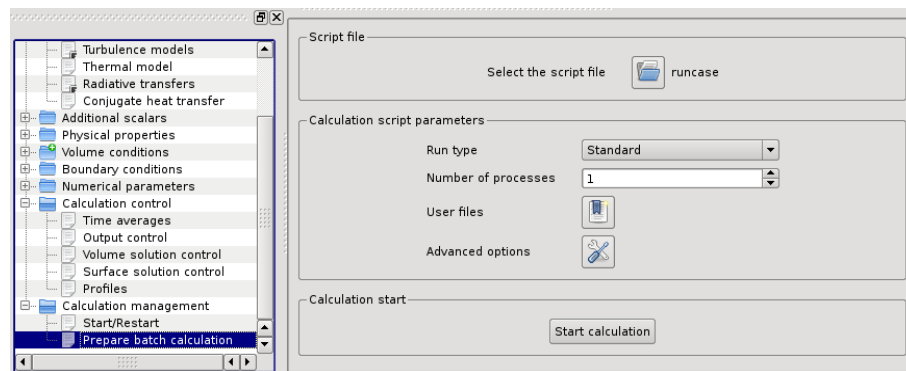 Turbulence models
Thermal model
Radiative transfers
Conjugate heat transfer
Additional scalars
Physical properties
Volume conditions
Boundary conditions
Numerical parameters
Calculation control
Time averages
Output control
Volume solution control
Surface solution control
Profiles
Calculation management
Start/Restart
Prepare batch calculation
Script file
Select the script file runcase
Calculation script parameters
Run type Standard
Number of processes 1
User files
Advanced options
Calculation start
Start calculation